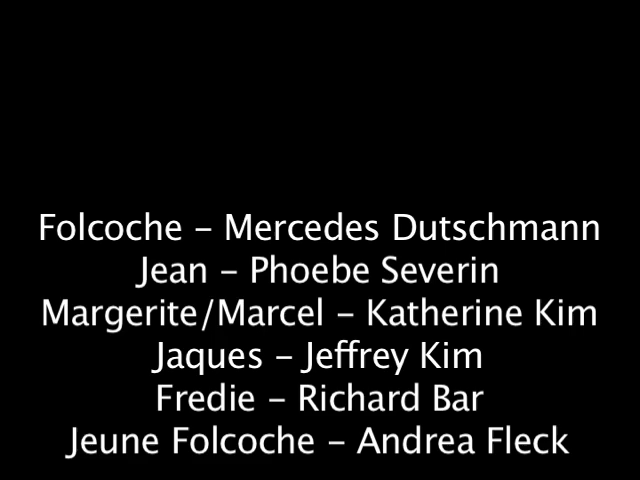 Folcoche – Mercedes Dutschmann
Jean – Phoebe Severin
Margerite/Marcel – Katherine Kim
Jaques – Jeffrey Kim
Fredie – Richard Bar
Jeune Folcoche – Andrea Fleck